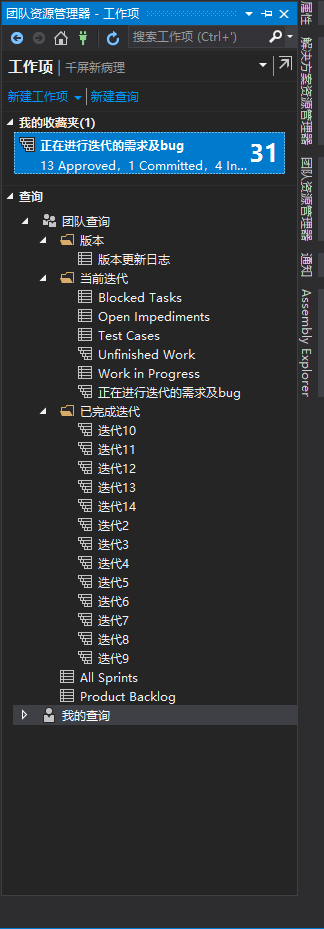 团队资源管理器 - 工作项
搜索工作项 (Ctrl+')
工作项 | 千屏新病理
新建工作项 | 新建查询
我的收藏夹(1)
正在进行迭代的需求及bug
31
13 Approved，1 Committed，4 In...
查询
团队查询
版本
版本更新日志
当前迭代
Blocked Tasks
Open Impediments
Test Cases
Unfinished Work
Work in Progress
正在进行迭代的需求及bug
已完成迭代
迭代10
迭代11
迭代12
迭代13
迭代14
迭代2
迭代3
迭代4
迭代5
迭代6
迭代7
迭代8
迭代9
All Sprints
Product Backlog
我的查询
属性
解决方案资源管理器
团队资源管理器
通知
Assembly Explorer